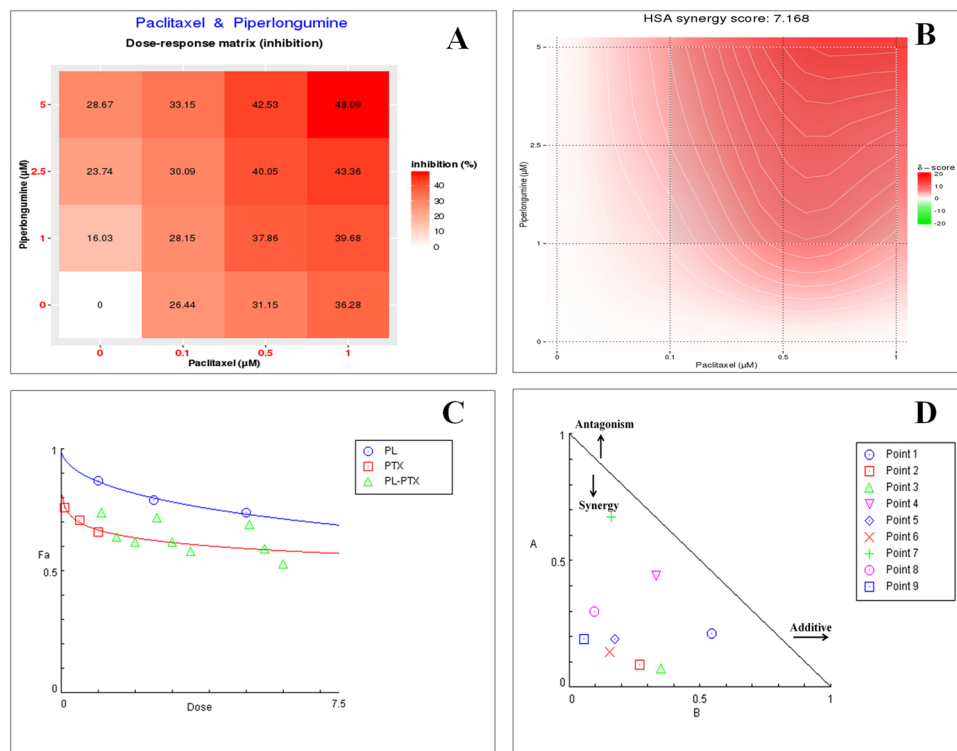 Paclitaxel & Piperlongumine
Dose-response matrix (inhibition)
A
5
2.5
1
0
Piperlongumine (µM)
28.67 33.15 42.53 48.09
23.74 30.09 40.05 43.36
16.03 28.15 37.86 39.68
0 26.44 31.15 36.28
0 0.1 0.5 1
Paclitaxel (µM)
inhibition (%)
40
30
20
10
0
HSA synergy score: 7.168
B
5
2.5
1
0
Piperlongumine (µM)
0 0.1 0.5 1
Paclitaxel (µM)
δ-score
20
10
0
-10
-20
C
1
Fa
0.5
0
0 Dose 7.5
PL
PTX
PL-PTX
D
1
Antagonism
Synergy
A
0.5
Additive
0
0 0.5 1
B
Point 1
Point 2
Point 3
Point 4
Point 5
Point 6
Point 7
Point 8
Point 9